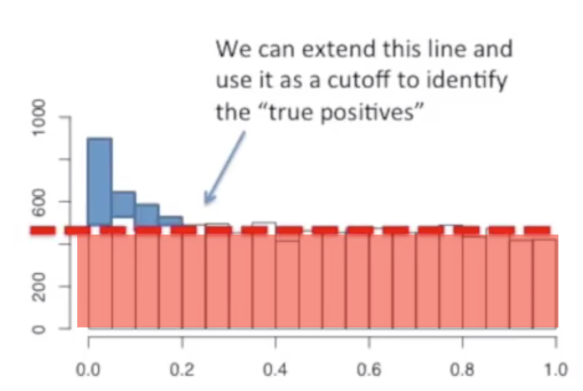 We can extend this line and
use it as a cutoff to identify
the “true positives”
1000
600
200
0
0.0 0.2 0.4 0.6 0.8 1.0